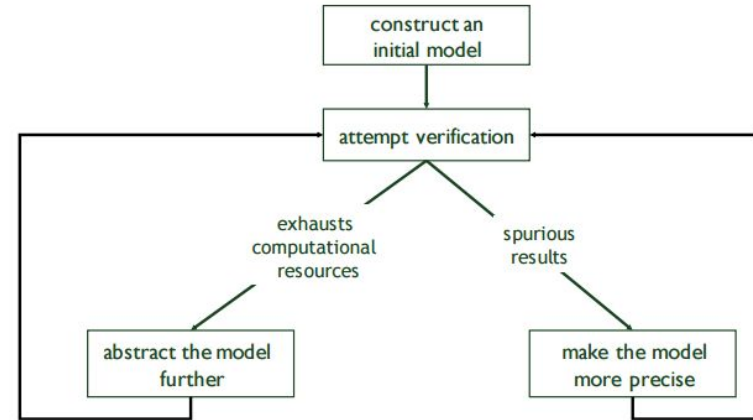 construct an
initial model
attempt verification
exhausts
computational
resources
spurious
results
abstract the model
further
make the model
more precise